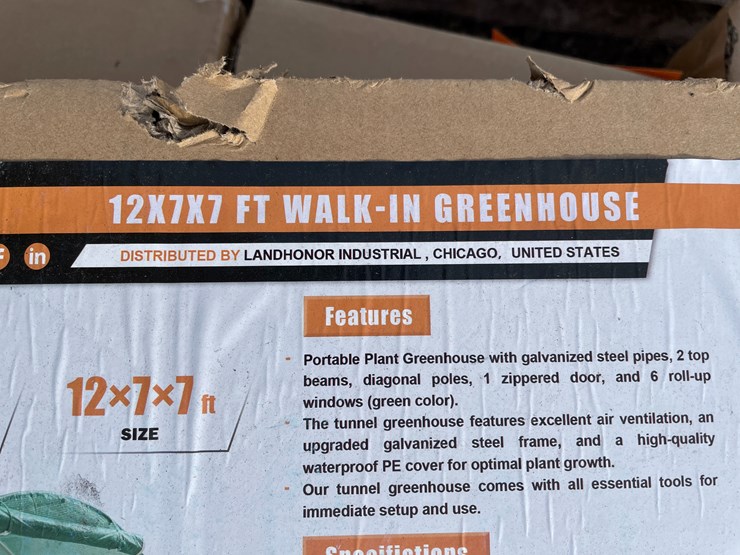 12X7X7 FT WALK-IN GREENHOUSE
in
DISTRIBUTED BY LANDHONOR INDUSTRIAL , CHICAGO, UNITED STATES
Features
12×7×7 ft
SIZE
- Portable Plant Greenhouse with galvanized steel pipes, 2 top
beams, diagonal poles, 1 zippered door, and 6 roll-up
windows (green color).
- The tunnel greenhouse features excellent air ventilation, an
upgraded galvanized steel frame, and a high-quality
waterproof PE cover for optimal plant growth.
- Our tunnel greenhouse comes with all essential tools for
immediate setup and use.